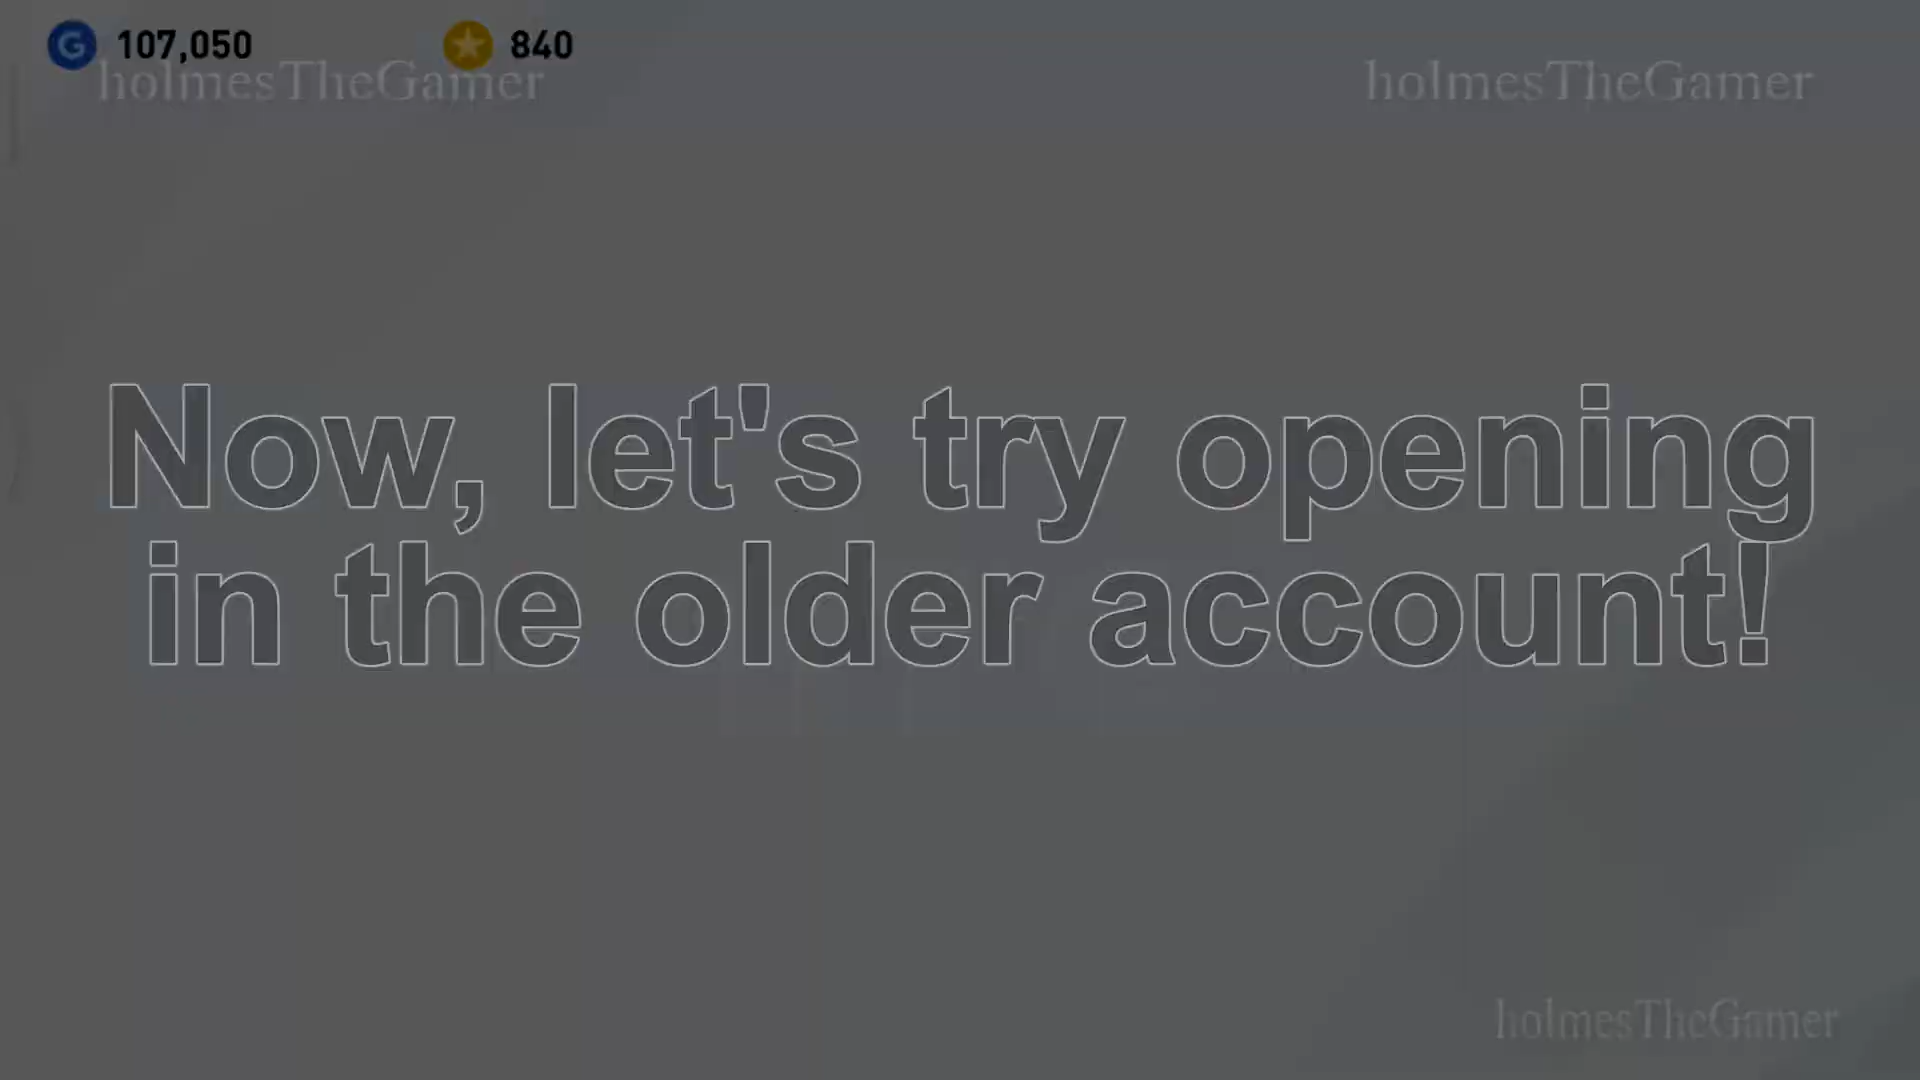 G 107,050 840
holmesTheGamer holmesTheGamer
Now, let's try opening
in the older account!
holmesTheGamer